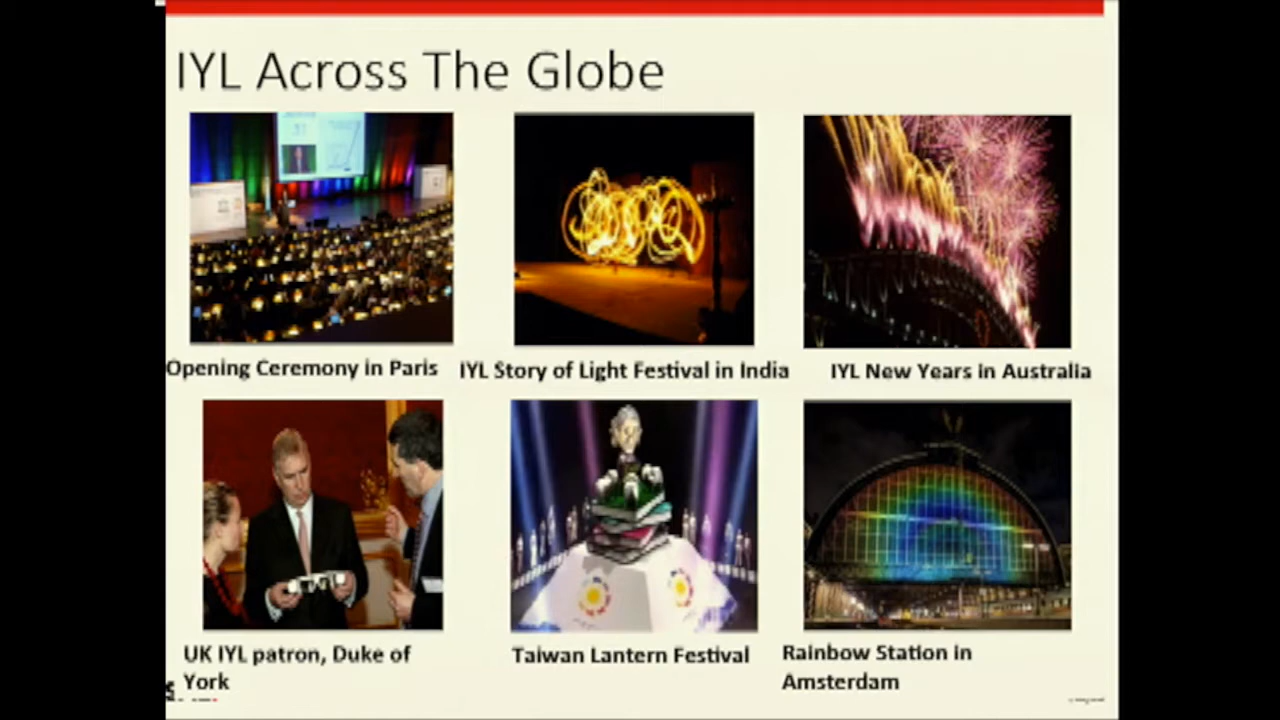 IYL Across The Globe
Opening Ceremony in Paris
IYL Story of Light Festival in India
IYL New Years in Australia
UK IYL patron, Duke of
York
Taiwan Lantern Festival
Rainbow Station in
Amsterdam